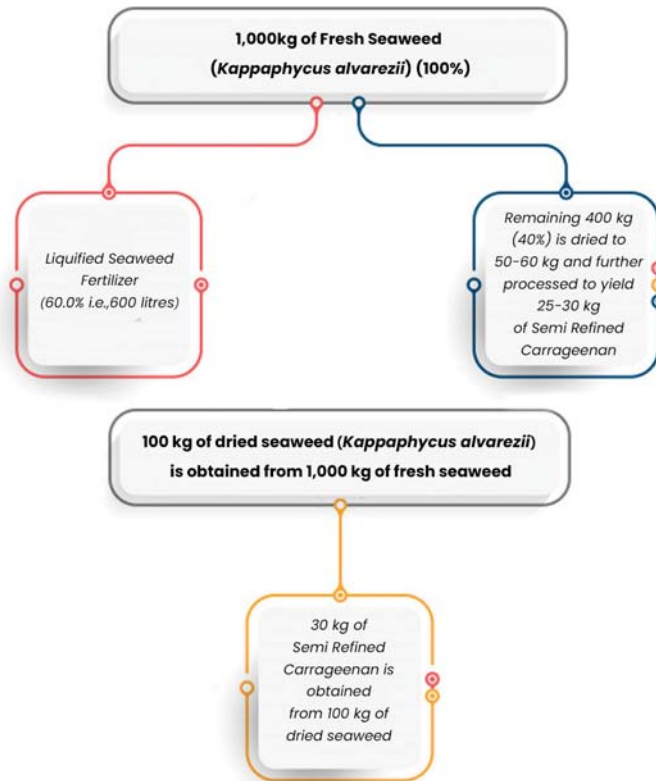 1,000kg of Fresh Seaweed
(Kappaphycus alvarezii) (100%)
Liquified Seaweed
Fertilizer
(60.0% i.e.,600 litres)
Remaining 400 kg
(40%) is dried to
50-60 kg and further
processed to yield
25-30 kg
of Semi Refined
Carrageenan
100 kg of dried seaweed (Kappaphycus alvarezii)
is obtained from 1,000 kg of fresh seaweed
30 kg of
Semi Refined
Carrageenan is
obtained
from 100 kg of
dried seaweed